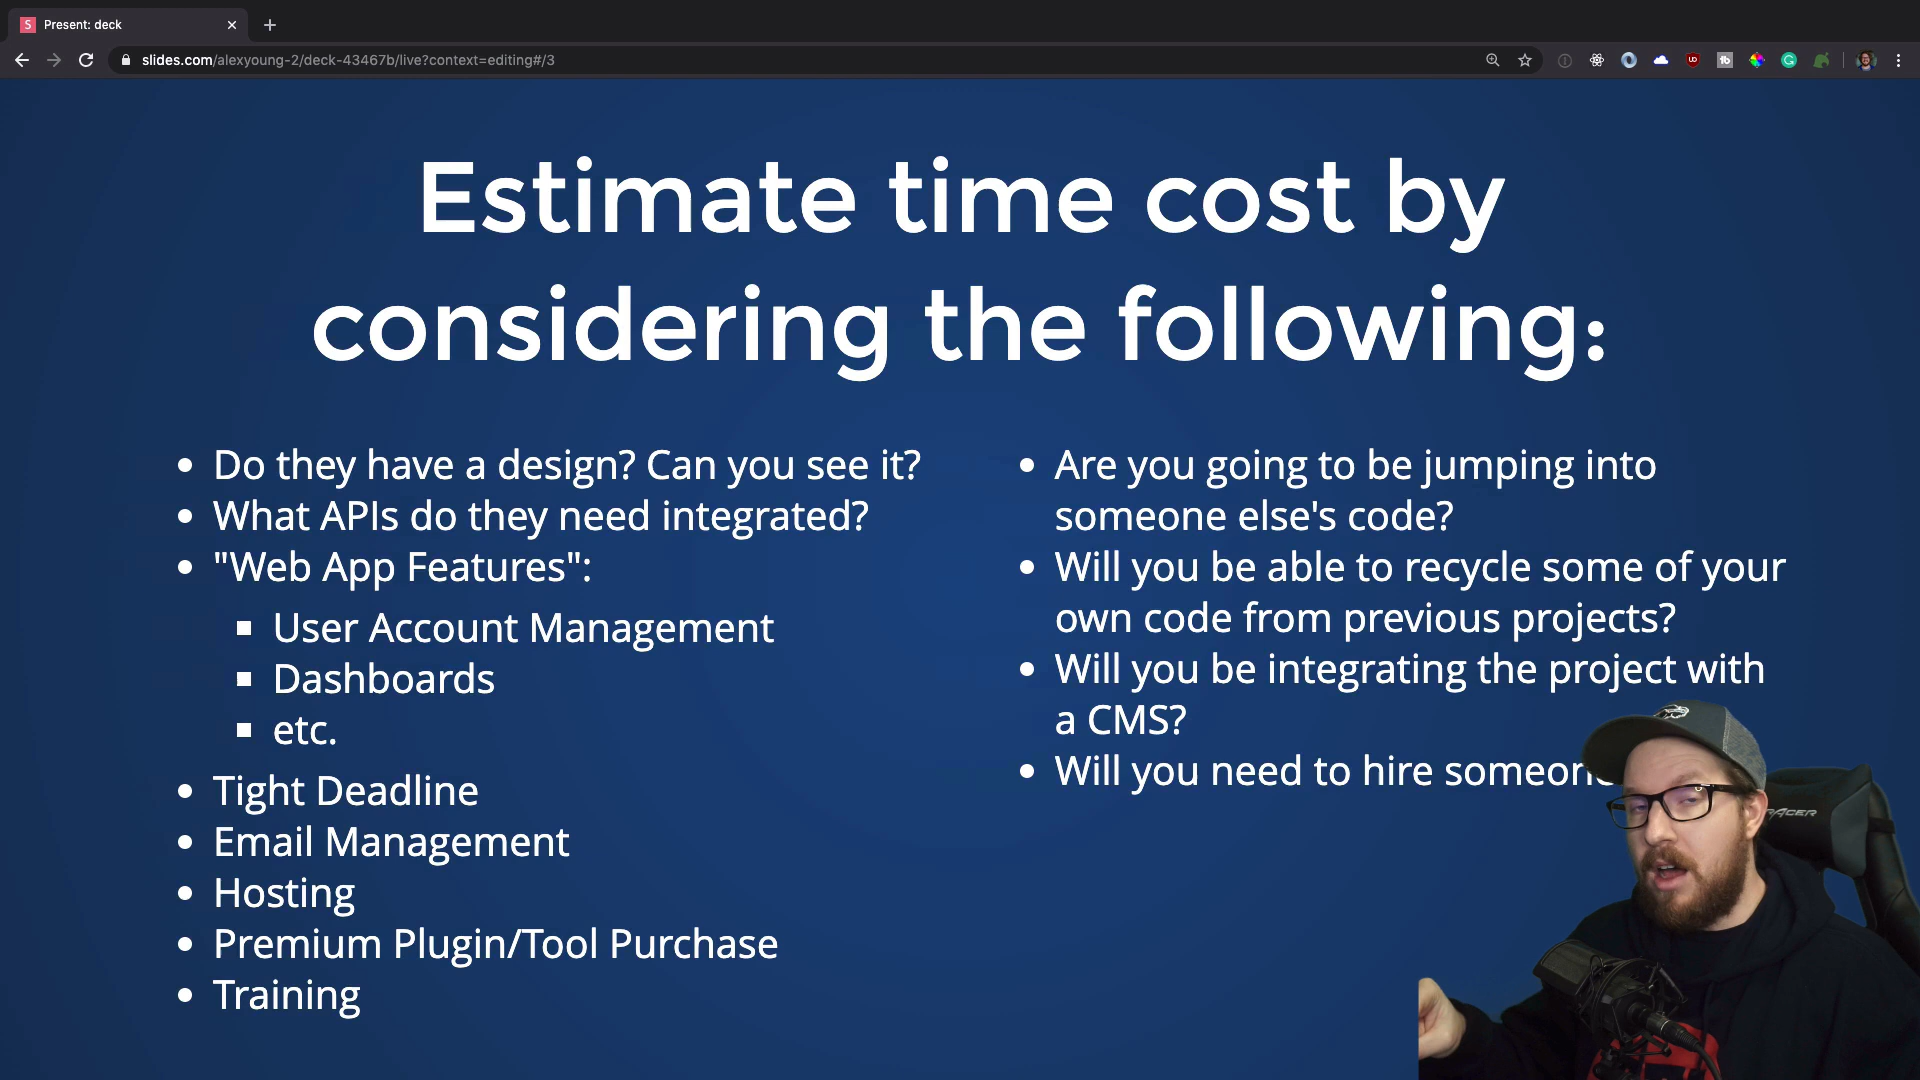 Present: deck
slides.com/alexyoung-2/deck-43467b/live?context=editing#/3
Estimate time cost by
considering the following:
• Do they have a design? Can you see it?
• What APIs do they need integrated?
• "Web App Features":
▪ User Account Management
▪ Dashboards
▪ etc.
• Tight Deadline
• Email Management
• Hosting
• Premium Plugin/Tool Purchase
• Training
• Are you going to be jumping into
someone else's code?
• Will you be able to recycle some of your
own code from previous projects?
• Will you be integrating the project with
a CMS?
• Will you need to hire someone